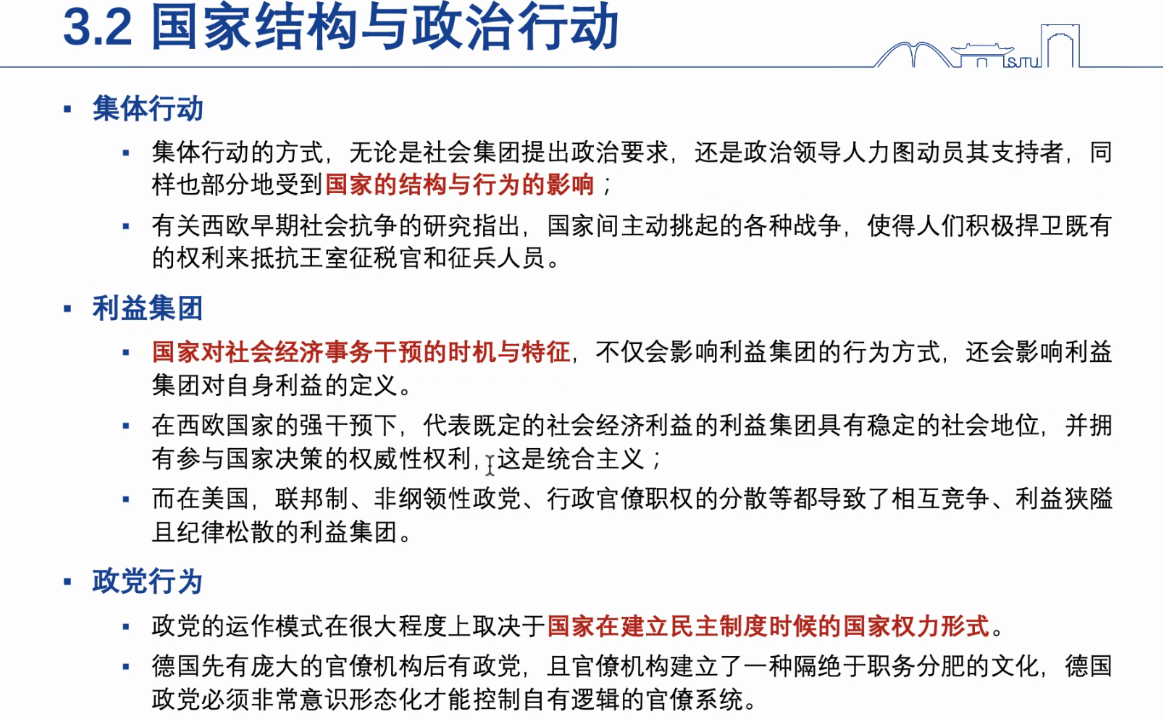 3.2 国家结构与政治行动
SJTU
▪ 集体行动
▪ 集体行动的方式，无论是社会集团提出政治要求，还是政治领导人力图动员其支持者，同
样也部分地受到国家的结构与行为的影响；
▪ 有关西欧早期社会抗争的研究指出，国家间主动挑起的各种战争，使得人们积极捍卫既有
的权利来抵抗王室征税官和征兵人员。
▪ 利益集团
▪ 国家对社会经济事务干预的时机与特征，不仅会影响利益集团的行为方式，还会影响利益
集团对自身利益的定义。
▪ 在西欧国家的强干预下，代表既定的社会经济利益的利益集团具有稳定的社会地位，并拥
有参与国家决策的权威性权利，这是统合主义；
▪ 而在美国，联邦制、非纲领性政党、行政官僚职权的分散等都导致了相互竞争、利益狭隘
且纪律松散的利益集团。
▪ 政党行为
▪ 政党的运作模式在很大程度上取决于国家在建立民主制度时候的国家权力形式。
▪ 德国先有庞大的官僚机构后有政党，且官僚机构建立了一种隔绝于职务分肥的文化，德国
政党必须非常意识形态化才能控制自有逻辑的官僚系统。